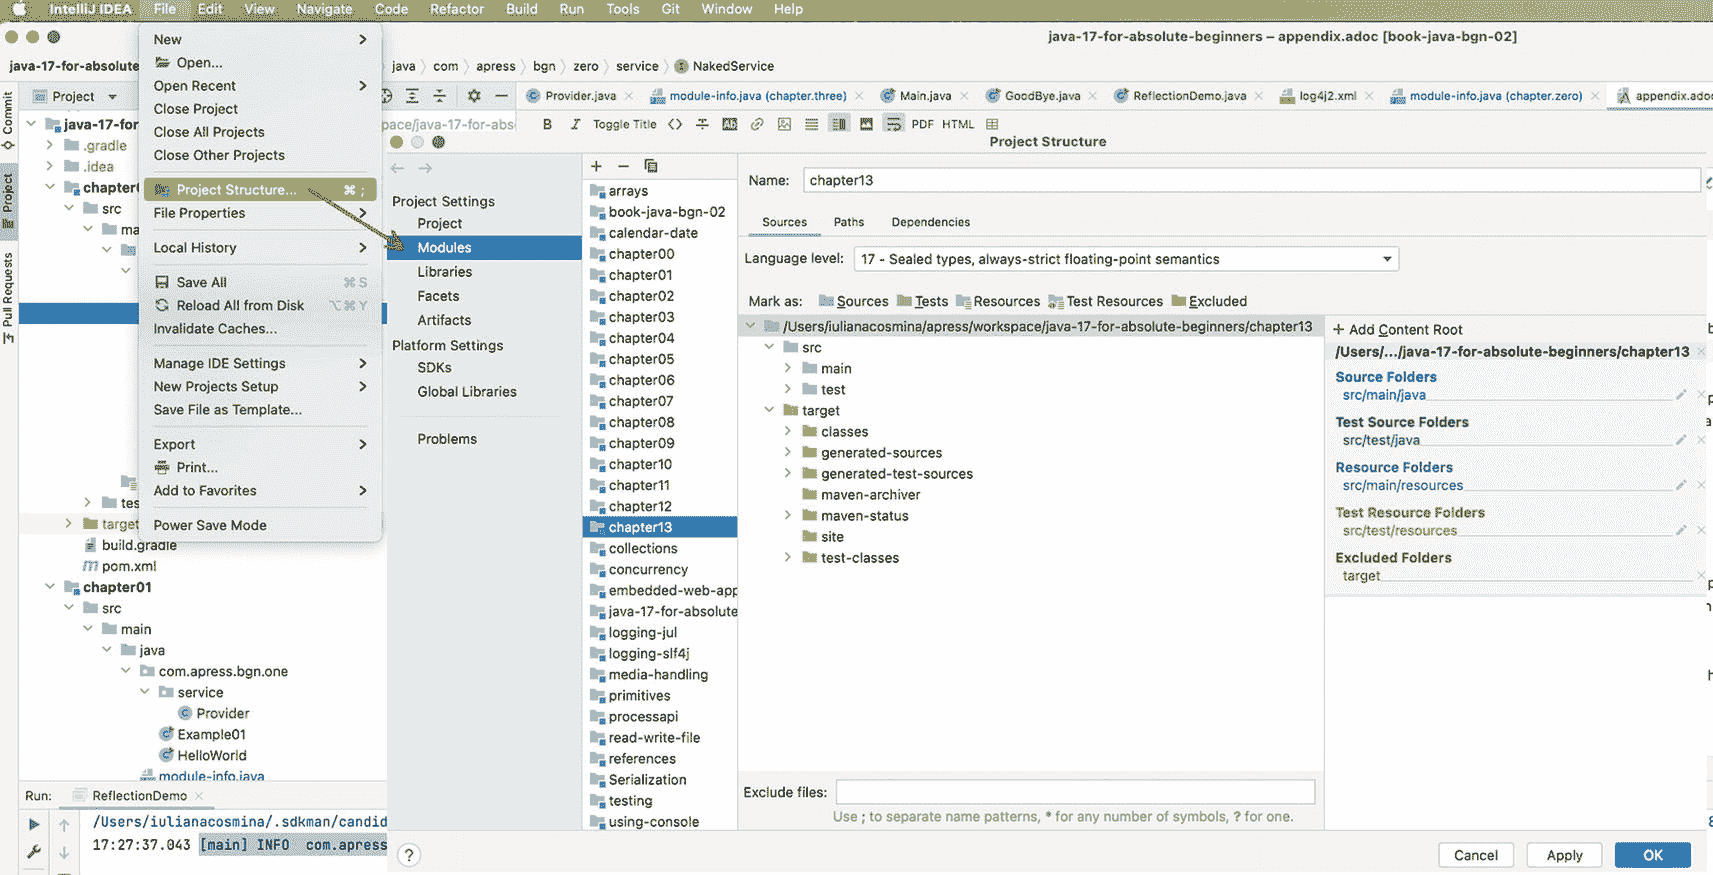 IntelliJ IDEA File Edit View Navigate Code Refactor Build Run Tools Git Window Help
java-17-for-absolute-beginners – appendix.adoc [book-java-bgn-02]
java-17-for-absolute java com apress bgn zero service NakedService
Project
Provider.java module-info.java (chapter.three) Main.java GoodBye.java ReflectionDemo.java log4j2.xml module-info.java (chapter.zero) appendix.adoc
B I Toggle Title PDF HTML
Commit
Project
Pull Requests
java-17-for
pace/java-17-for-abs
.gradle
.idea
chapter
src
ma
tes
target
build.gradle
pom.xml
chapter01
src
main
java
com.apress.bgn.one
service
Provider
Example01
HelloWorld
module-info.java
New
Open...
Open Recent
Close Project
Close All Projects
Close Other Projects
Project Structure... ⌘ ;
File Properties
Local History
Save All ⌘S
Reload All from Disk ⌥⌘Y
Invalidate Caches...
Manage IDE Settings
New Projects Setup
Save File as Template...
Export
Print...
Add to Favorites
Power Save Mode
Project Structure
Project Settings
Project
Modules
Libraries
Facets
Artifacts
Platform Settings
SDKs
Global Libraries
Problems
arrays
book-java-bgn-02
calendar-date
chapter00
chapter01
chapter02
chapter03
chapter04
chapter05
chapter06
chapter07
chapter08
chapter09
chapter10
chapter11
chapter12
chapter13
collections
concurrency
embedded-web-app
java-17-for-absolute
logging-jul
logging-slf4j
media-handling
primitives
processapi
read-write-file
references
Serialization
testing
using-console
Name: chapter13
Sources Paths Dependencies
Language level: 17 - Sealed types, always-strict floating-point semantics
Mark as: Sources Tests Resources Test Resources Excluded
/Users/iulianacosmina/apress/workspace/java-17-for-absolute-beginners/chapter13
src
main
test
target
classes
generated-sources
generated-test-sources
maven-archiver
maven-status
site
test-classes
+ Add Content Root
/Users/.../java-17-for-absolute-beginners/chapter13
Source Folders
src/main/java
Test Source Folders
src/test/java
Resource Folders
src/main/resources
Test Resource Folders
src/test/resources
Excluded Folders
target
Exclude files:
Use ; to separate name patterns, * for any number of symbols, ? for one.
? Cancel Apply OK
Run: ReflectionDemo
/Users/iulianacosmina/.sdkman/candid
17:27:37.043 [main] INFO com.apress